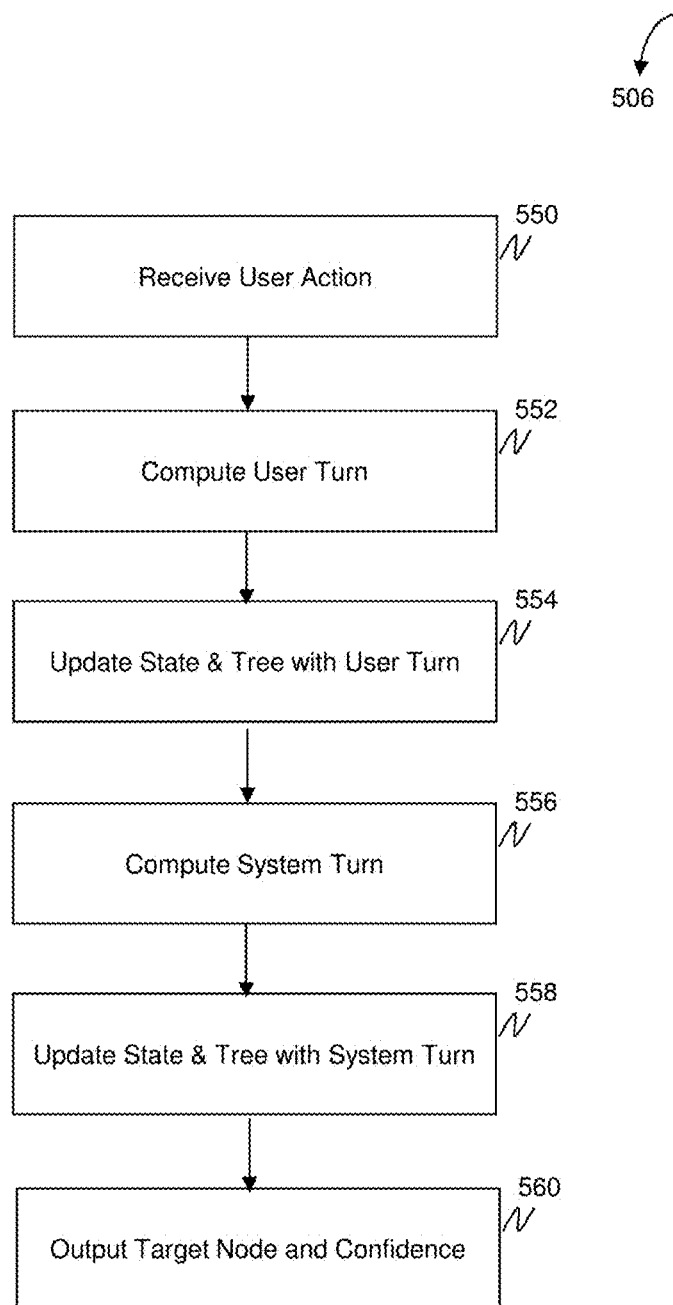 506
550
Receive User Action
552
Compute User Turn
554
Update State & Tree with User Turn
556
Compute System Turn
558
Update State & Tree with System Turn
560
Output Target Node and Confidence